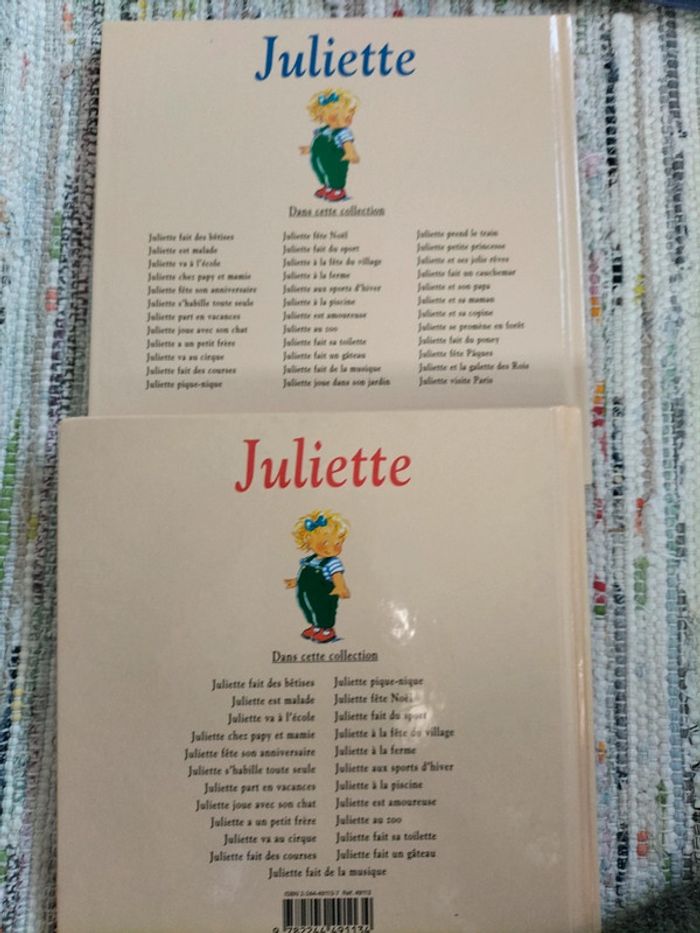 Juliette
Dans cette collection
Juliette fait des bêtises
Juliette est malade
Juliette va à l'école
Juliette chez papy et mamie
Juliette fête son anniversaire
Juliette s'habille toute seule
Juliette part en vacances
Juliette joue avec son chat
Juliette a un petit frère
Juliette va au cirque
Juliette fait des courses
Juliette pique-nique
Juliette fête Noël
Juliette fait du sport
Juliette à la fête du village
Juliette à la ferme
Juliette aux sports d'hiver
Juliette à la piscine
Juliette est amoureuse
Juliette au zoo
Juliette fait sa toilette
Juliette fait un gâteau
Juliette fait de la musique
Juliette joue dans son jardin
Juliette prend le train
Juliette petite princesse
Juliette et ses jolis rêves
Juliette fait un cauchemar
Juliette et son papa
Juliette et sa maman
Juliette et sa copine
Juliette se promène en forêt
Juliette fait du poney
Juliette fête Pâques
Juliette et la galette des Rois
Juliette visite Paris
Juliette
Dans cette collection
Juliette fait des bêtises
Juliette est malade
Juliette va à l'école
Juliette chez papy et mamie
Juliette fête son anniversaire
Juliette s'habille toute seule
Juliette part en vacances
Juliette joue avec son chat
Juliette a un petit frère
Juliette va au cirque
Juliette fait des courses
Juliette pique-nique
Juliette fête Noël
Juliette fait du sport
Juliette à la fête du village
Juliette à la ferme
Juliette aux sports d'hiver
Juliette à la piscine
Juliette est amoureuse
Juliette au zoo
Juliette fait sa toilette
Juliette fait un gâteau
Juliette fait de la musique
ISBN 2-244-49113-7 Réf. 49113
9 782244 491134